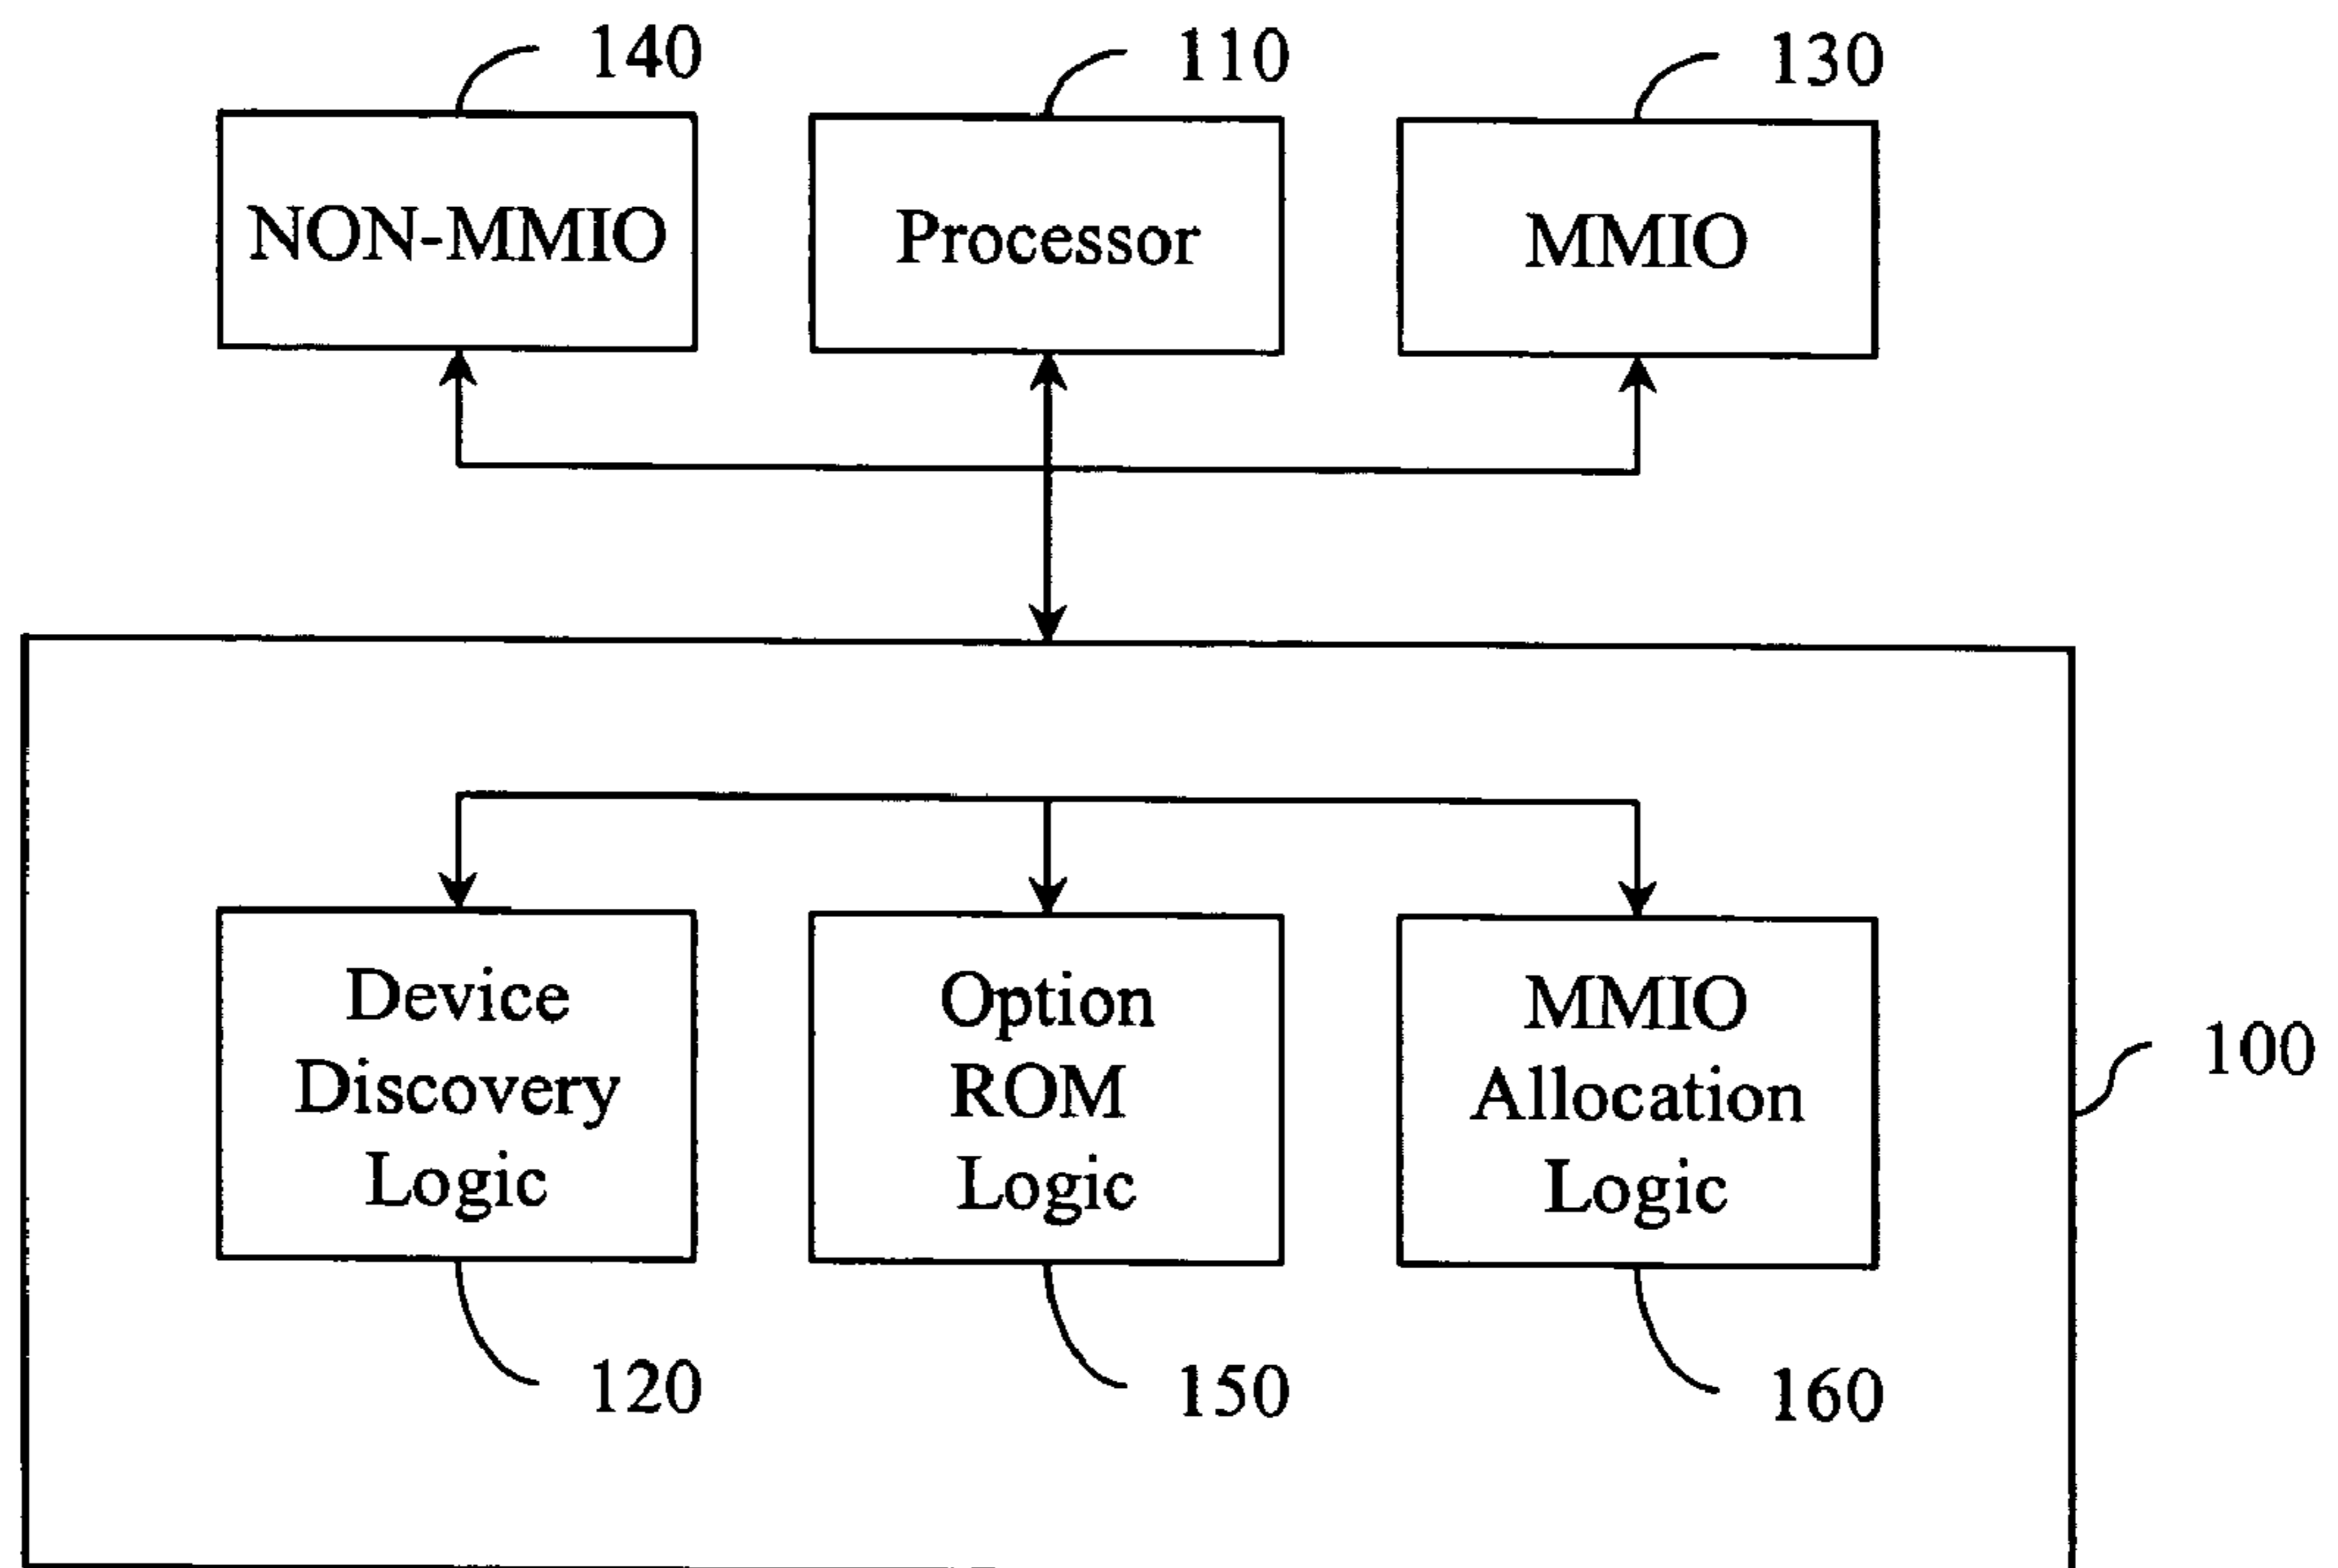 140
110
130
NON-MMIO
Processor
MMIO
Device
Discovery
Logic
Option
ROM
Logic
MMIO
Allocation
Logic
100
120
150
160